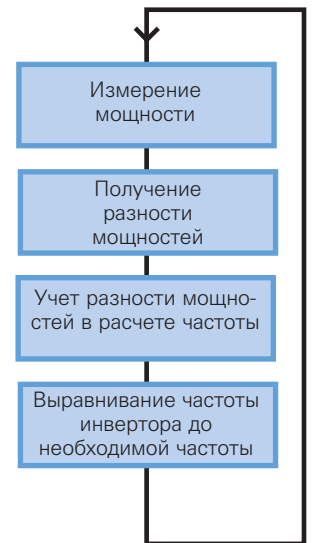 Измерение
мощности
Получение
разности
мощностей
Учет разности мощно-
стей в расчете частоты
Выравнивание частоты
инвертора до
необходимой частоты